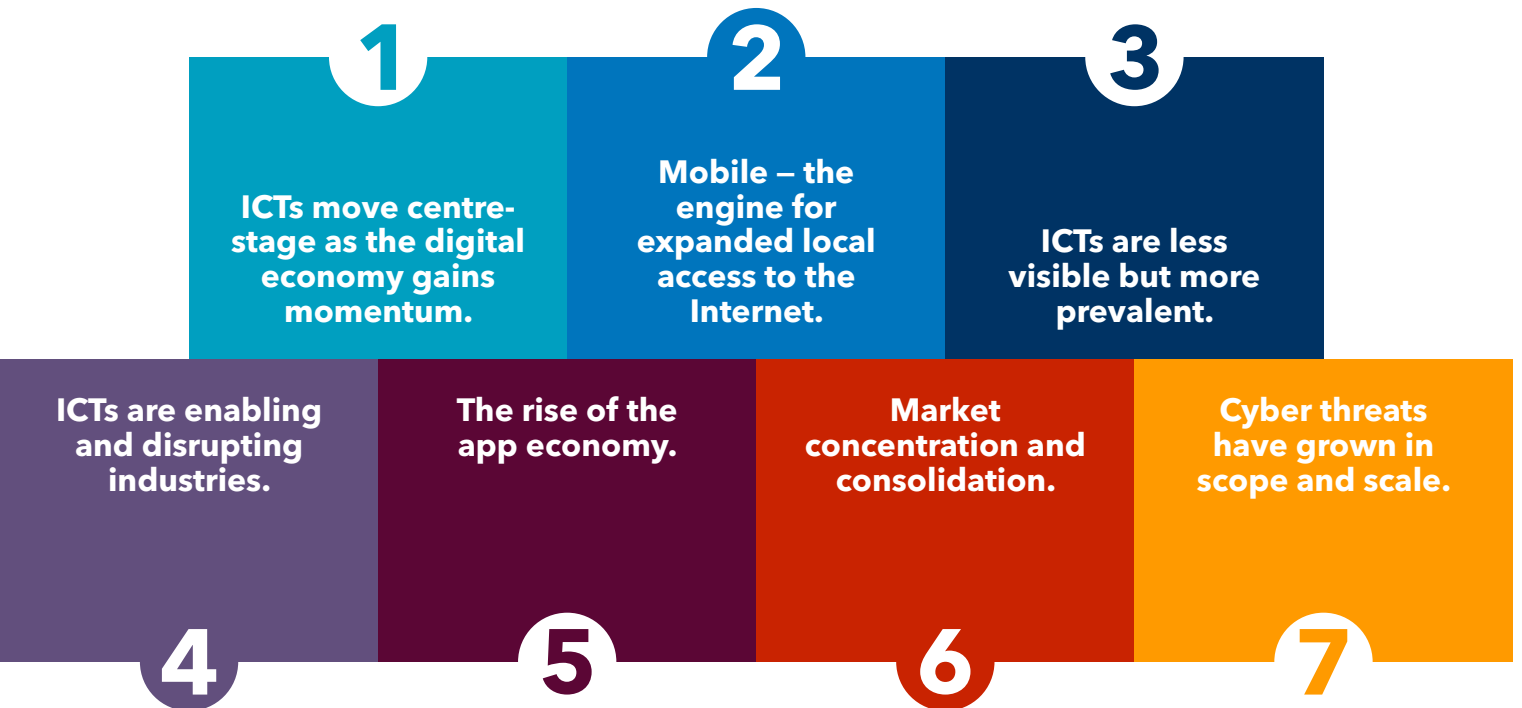 1
ICTs move centre-
stage as the digital
economy gains
momentum.
2
Mobile – the
engine for
expanded local
access to the
Internet.
3
ICTs are less
visible but more
prevalent.
ICTs are enabling
and disrupting
industries.
4
The rise of the
app economy.
5
Market
concentration and
consolidation.
6
Cyber threats
have grown in
scope and scale.
7